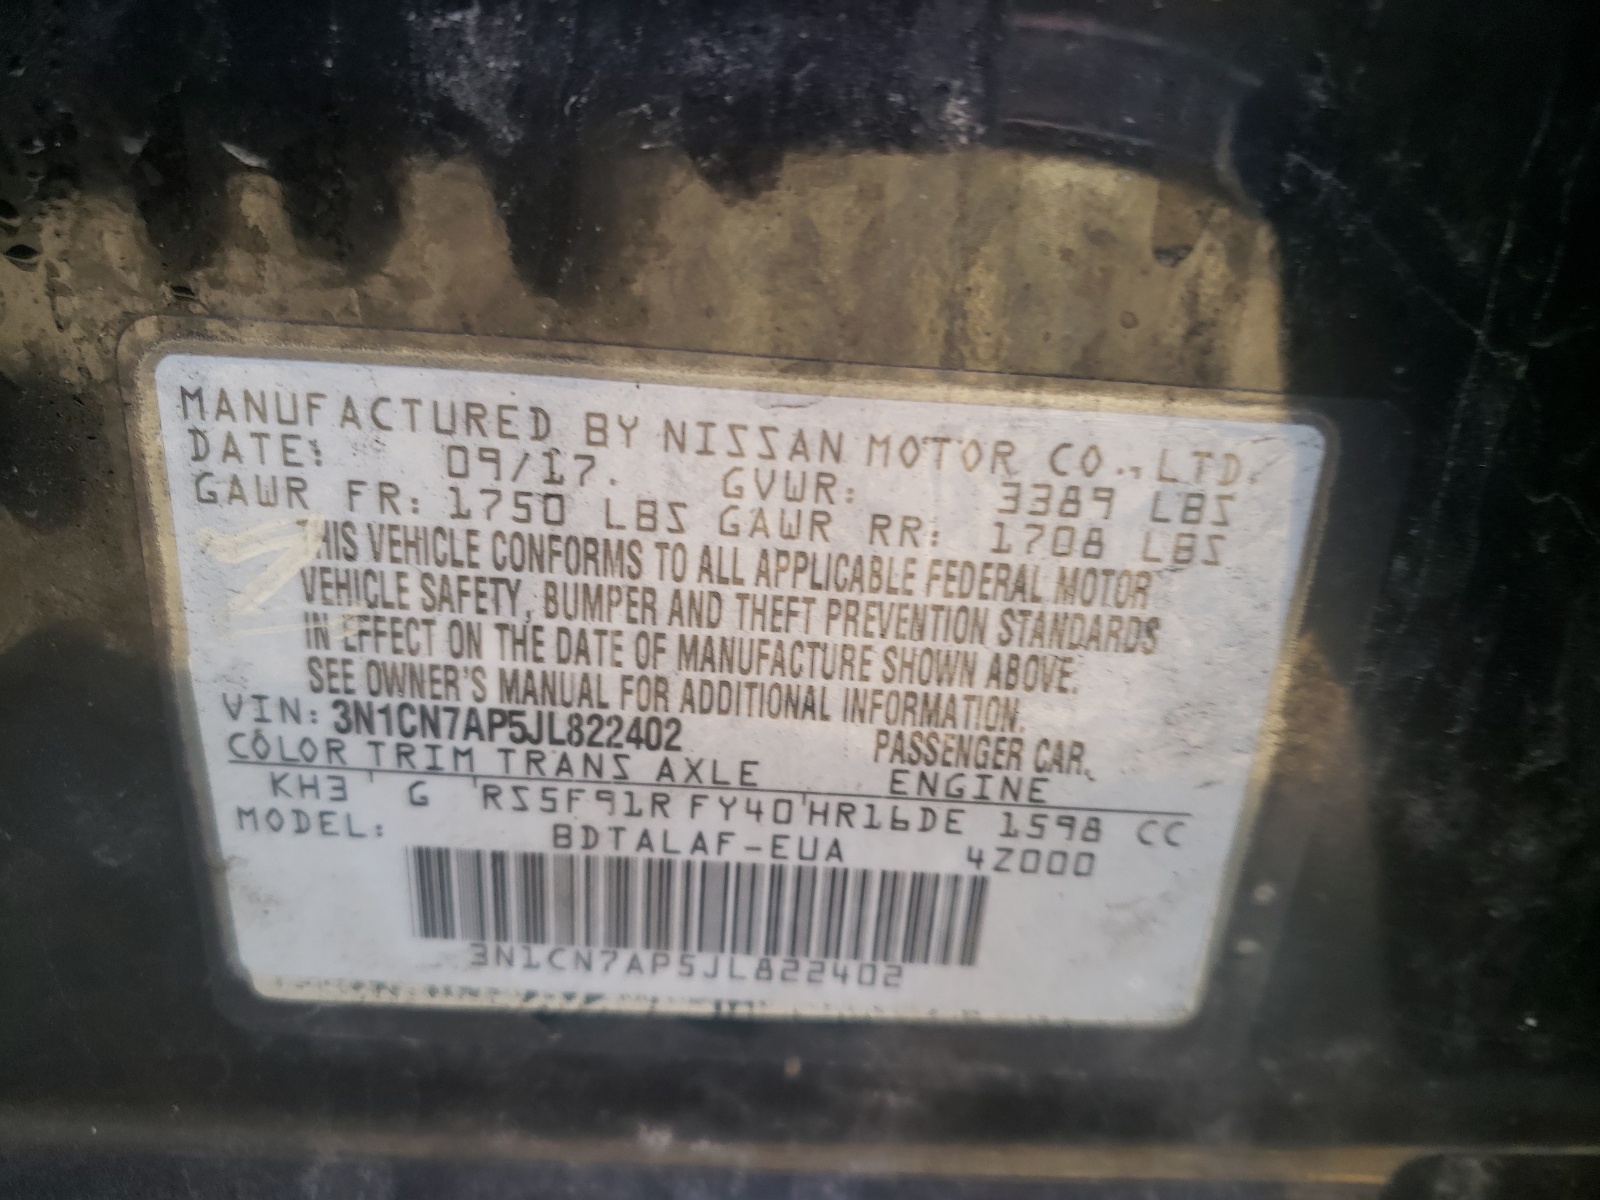 MANUFACTURED BY NISSAN MOTOR CO., LTD.
DATE: 09/17. GVWR: 3389 LBS
GAWR FR: 1750 LBS GAWR RR: 1708 LBS
THIS VEHICLE CONFORMS TO ALL APPLICABLE FEDERAL MOTOR
VEHICLE SAFETY, BUMPER AND THEFT PREVENTION STANDARDS
IN EFFECT ON THE DATE OF MANUFACTURE SHOWN ABOVE.
SEE OWNER'S MANUAL FOR ADDITIONAL INFORMATION.
VIN: 3N1CN7AP5JL822402 PASSENGER CAR.
COLOR TRIM TRANS AXLE ENGINE
KH3 G RS5F91R FY40 HR16DE 1598 CC
MODEL: BDTALAF-EUA 4Z000
3N1CN7AP5JL822402